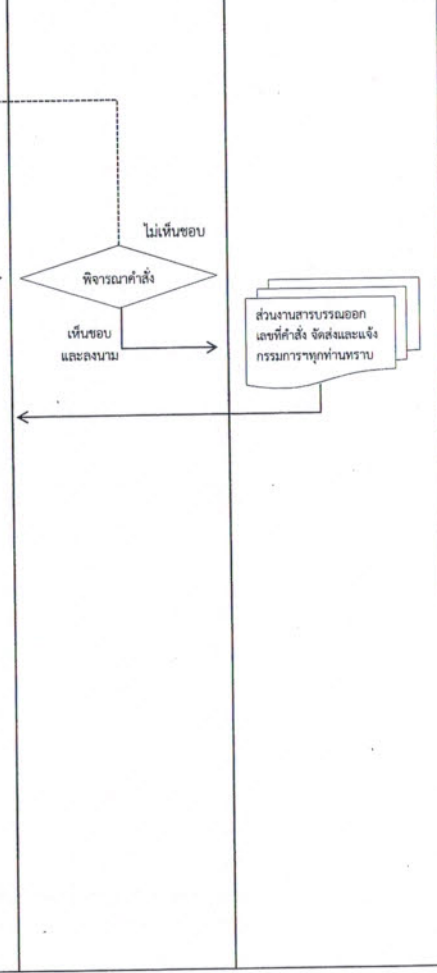 ไม่เห็นชอบ
พิจารณาคำสั่ง
เห็นชอบ
และลงนาม
ส่วนงานสารบรรณออก
เลขที่คำสั่ง จัดส่งและแจ้ง
กรรมการฯทุกท่านทราบ